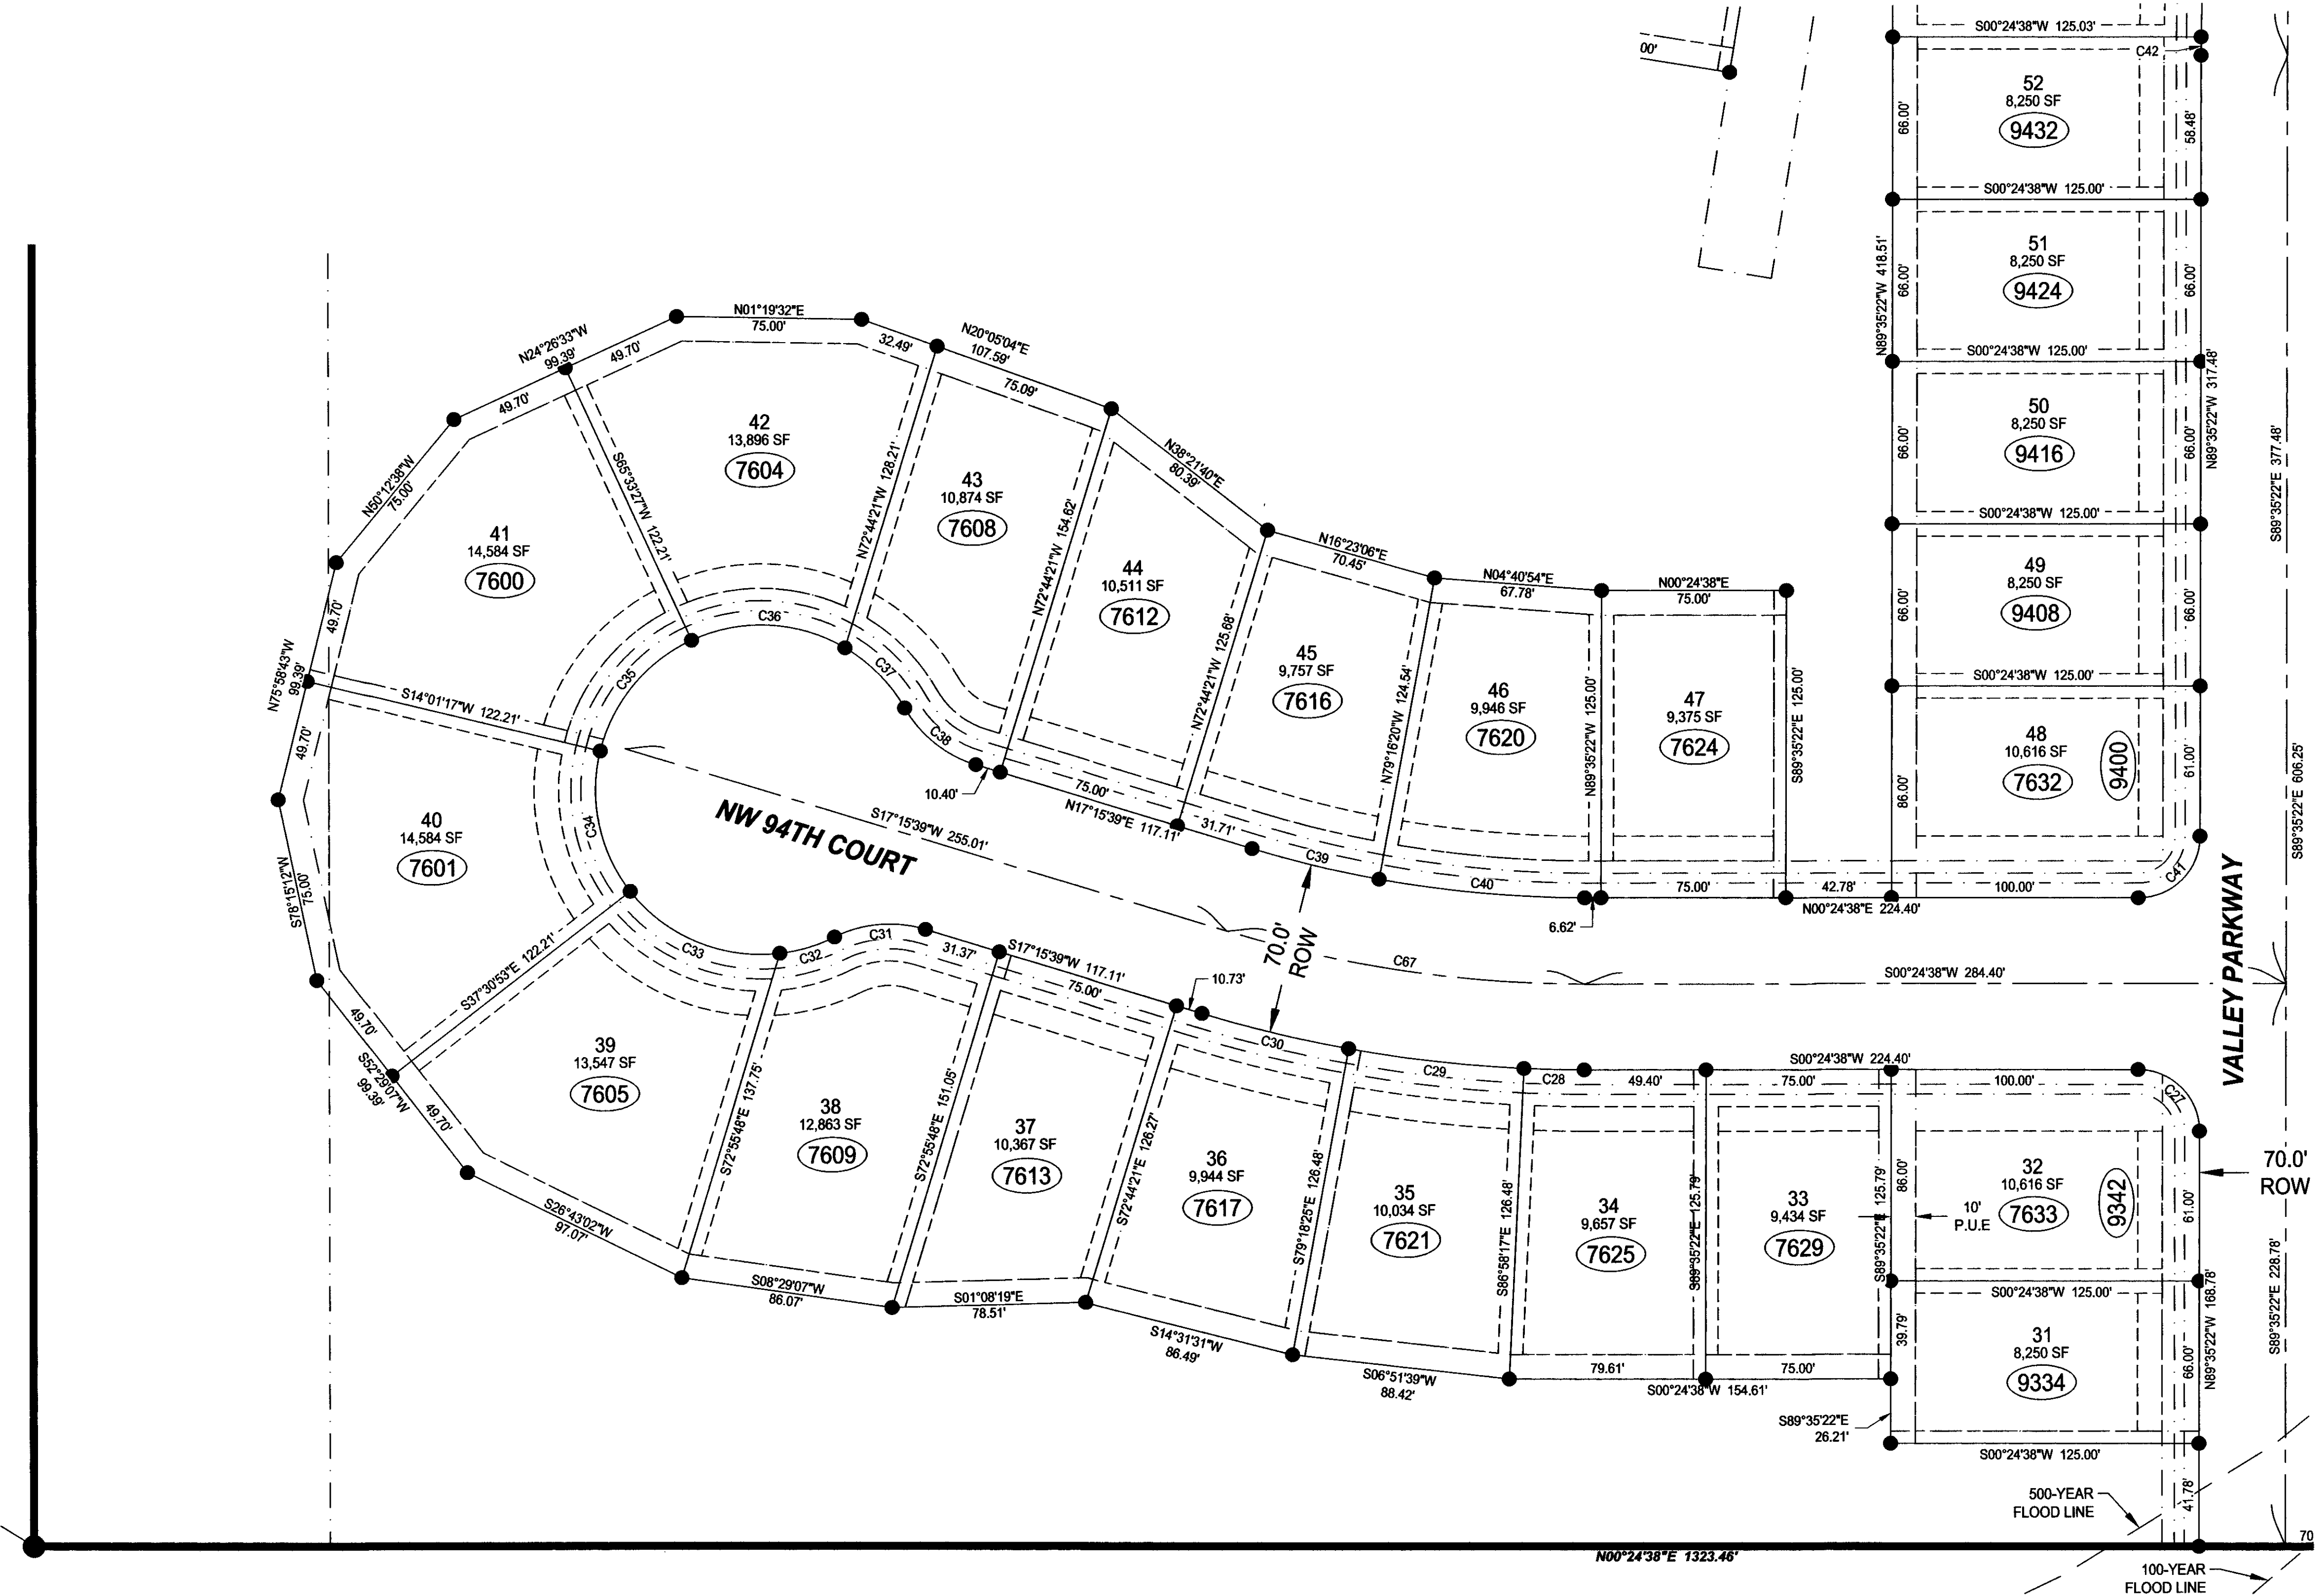 00'
S00°24'38"W 125.03'
C42
52
8,250 SF
9432
66.00'
58.48'
S00°24'38"W 125.00'
51
8,250 SF
9424
66.00'
66.00'
N89°35'22"W 418.51'
S00°24'38"W 125.00'
50
8,250 SF
9416
66.00'
66.00'
N89°35'22"W 317.48'
S89°35'22"E 377.48'
S00°24'38"W 125.00'
49
8,250 SF
9408
66.00'
66.00'
S00°24'38"W 125.00'
48
10,616 SF
7632
9400
86.00'
61.00'
C41
S89°35'22"E 606.25'
VALLEY PARKWAY
N01°19'32"E
75.00'
N24°26'33"W
99.39'
49.70'
49.70'
32.49'
N20°05'04"E
107.59'
75.09'
N38°21'40"E
80.39'
N50°12'38"W
75.00'
42
13,896 SF
7604
S65°33'27"W 122.21'
N72°44'21"W 128.21'
43
10,874 SF
7608
N72°44'21"W 154.62'
41
14,584 SF
7600
44
10,511 SF
7612
N16°23'06"E
70.45'
N04°40'54"E
67.78'
N00°24'38"E
75.00'
N72°44'21"W 125.68'
45
9,757 SF
7616
N79°16'20"W 124.54'
46
9,946 SF
7620
N89°35'22"W 125.00'
47
9,375 SF
7624
S89°35'22"E 125.00'
49.70'
N75°58'43"W
99.39'
49.70'
S14°01'17"W 122.21'
C35
C36
C37
C38
10.40'
75.00'
N17°15'39"E 117.11'
31.71'
C39
C40
6.62'
75.00'
42.78'
100.00'
N00°24'38"E 224.40'
40
14,584 SF
7601
C34
NW 94TH COURT
S17°15'39"W 255.01'
70.0'
ROW
C67
S00°24'38"W 284.40'
S78°15'12"W
75.00'
S37°30'53"E 122.21'
C33
C32
C31
31.37'
S17°15'39"W 117.11'
75.00'
10.73'
C30
C29
C28
49.40'
S00°24'38"W 224.40'
75.00'
100.00'
C27
49.70'
S52°29'07"W
99.39'
49.70'
39
13,547 SF
7605
S72°55'48"E 137.75'
38
12,863 SF
7609
S72°55'48"E 151.05'
37
10,367 SF
7613
S72°44'21"E 126.27'
36
9,944 SF
7617
S79°18'25"E 126.48'
35
10,034 SF
7621
S86°58'17"E 126.48'
34
9,657 SF
7625
S89°35'22"E 125.79'
33
9,434 SF
7629
S89°35'22"E 125.79'
86.00'
10'
P.U.E
32
10,616 SF
7633
9342
61.00'
70.0'
ROW
S26°43'02"W
97.07'
S08°29'07"W
86.07'
S01°08'19"E
78.51'
S14°31'31"W
86.49'
S06°51'39"W
88.42'
79.61'
75.00'
S00°24'38"W 154.61'
39.79'
S00°24'38"W 125.00'
31
8,250 SF
9334
66.00'
N89°35'22"W 168.78'
S89°35'22"E 228.78'
S89°35'22"E
26.21'
S00°24'38"W 125.00'
500-YEAR
FLOOD LINE
41.78'
70
N00°24'38"E 1323.46'
100-YEAR
FLOOD LINE